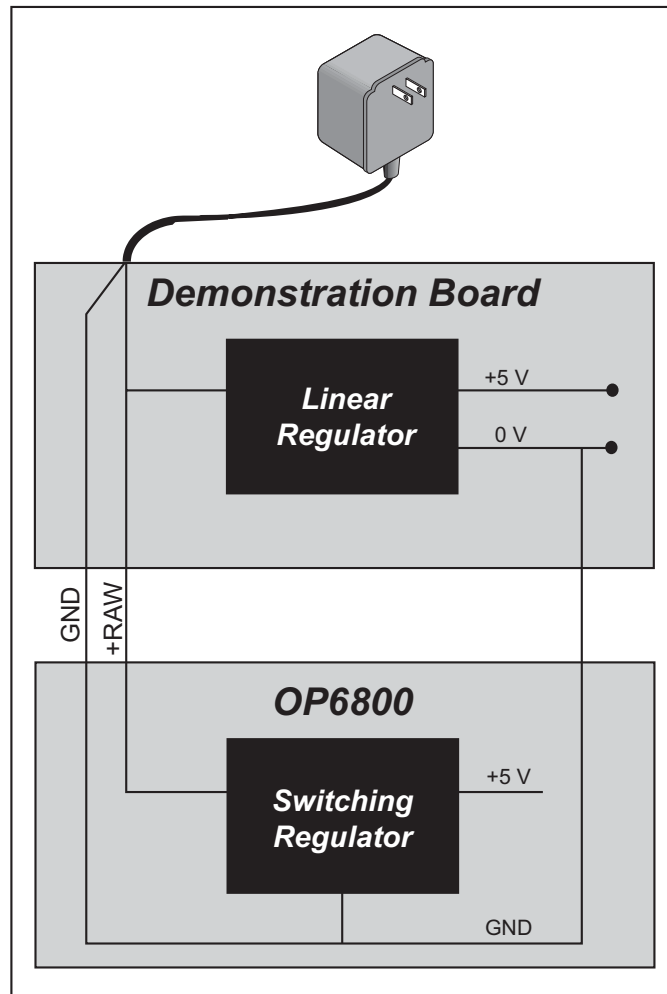 Demonstration Board
Linear
Regulator
+5 V
0 V
GND
+RAW
OP6800
Switching
Regulator
+5 V
GND